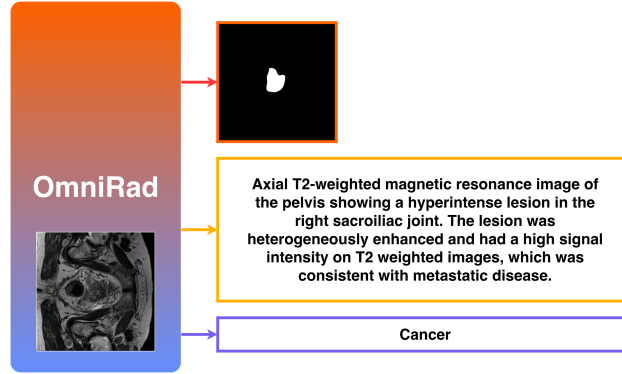 OmniRad
Axial T2-weighted magnetic resonance image of
the pelvis showing a hyperintense lesion in the
right sacroiliac joint. The lesion was
heterogeneously enhanced and had a high signal
intensity on T2 weighted images, which was
consistent with metastatic disease.
Cancer